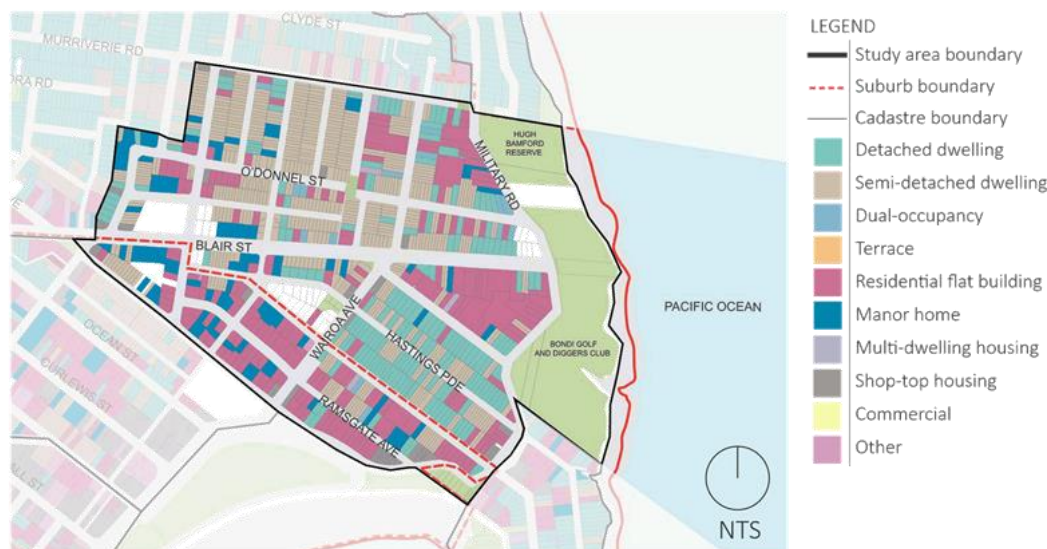 CLYDE ST
MURRIVERIE RD
ORA RD
HUGH
BAMFORD
RESERVE
MILITARY RD
O'DONNEL ST
BLAIR ST
PACIFIC OCEAN
WAIROA AVE
HASTINGS PDE
BONDI GOLF
AND DIGGERS CLUB
OCEAN ST
CURLEWIS ST
RAMSGATE AVE
ALL ST
NTS
LEGEND
Study area boundary
Suburb boundary
Cadastre boundary
Detached dwelling
Semi-detached dwelling
Dual-occupancy
Terrace
Residential flat building
Manor home
Multi-dwelling housing
Shop-top housing
Commercial
Other